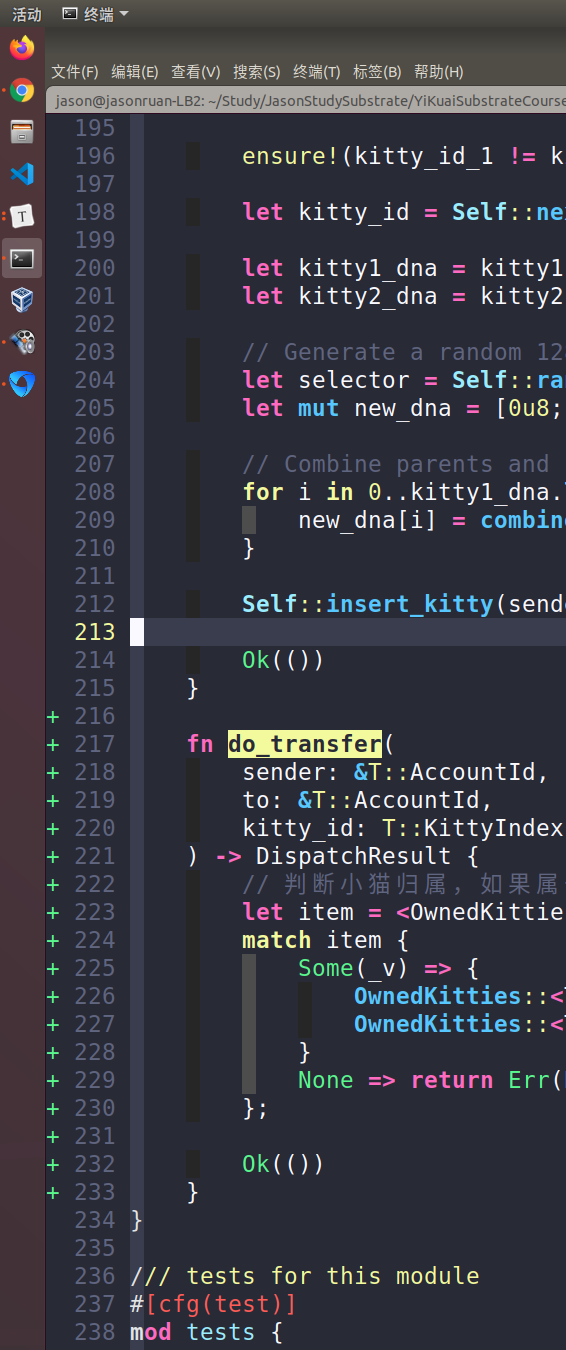 活动 终端
文件(F) 编辑(E) 查看(V) 搜索(S) 终端(T) 标签(B) 帮助(H)
jason@jasonruan-LB2: ~/Study/JasonStudySubstrate/YiKuaiSubstrateCourse
195
196 ensure!(kitty_id_1 != k
197
198 let kitty_id = Self::ne
199
200 let kitty1_dna = kitty1
201 let kitty2_dna = kitty2
202
203 // Generate a random 12
204 let selector = Self::ra
205 let mut new_dna = [0u8;
206
207 // Combine parents and
208 for i in 0..kitty1_dna.
209 new_dna[i] = combin
210 }
211
212 Self::insert_kitty(send
213
214 Ok(())
215 }
+ 216
+ 217 fn do_transfer(
+ 218 sender: &T::AccountId,
+ 219 to: &T::AccountId,
+ 220 kitty_id: T::KittyIndex
+ 221 ) -> DispatchResult {
+ 222 // 判断小猫归属，如果属
+ 223 let item = <OwnedKittie
+ 224 match item {
+ 225 Some(_v) => {
+ 226 OwnedKitties::<
+ 227 OwnedKitties::<
+ 228 }
+ 229 None => return Err(
+ 230 };
+ 231
+ 232 Ok(())
+ 233 }
234 }
235
236 /// tests for this module
237 #[cfg(test)]
238 mod tests {